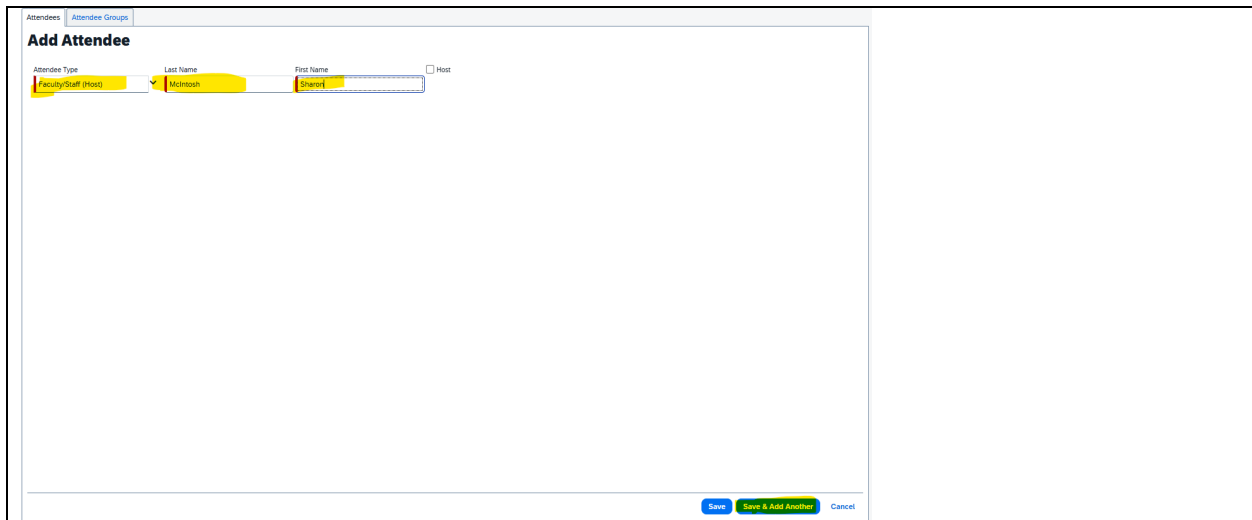 Attendees Attendee Groups
Add Attendee
Attendee Type Last Name First Name Host
Faculty/Staff (Host) McIntosh Sharon
Save Save & Add Another Cancel